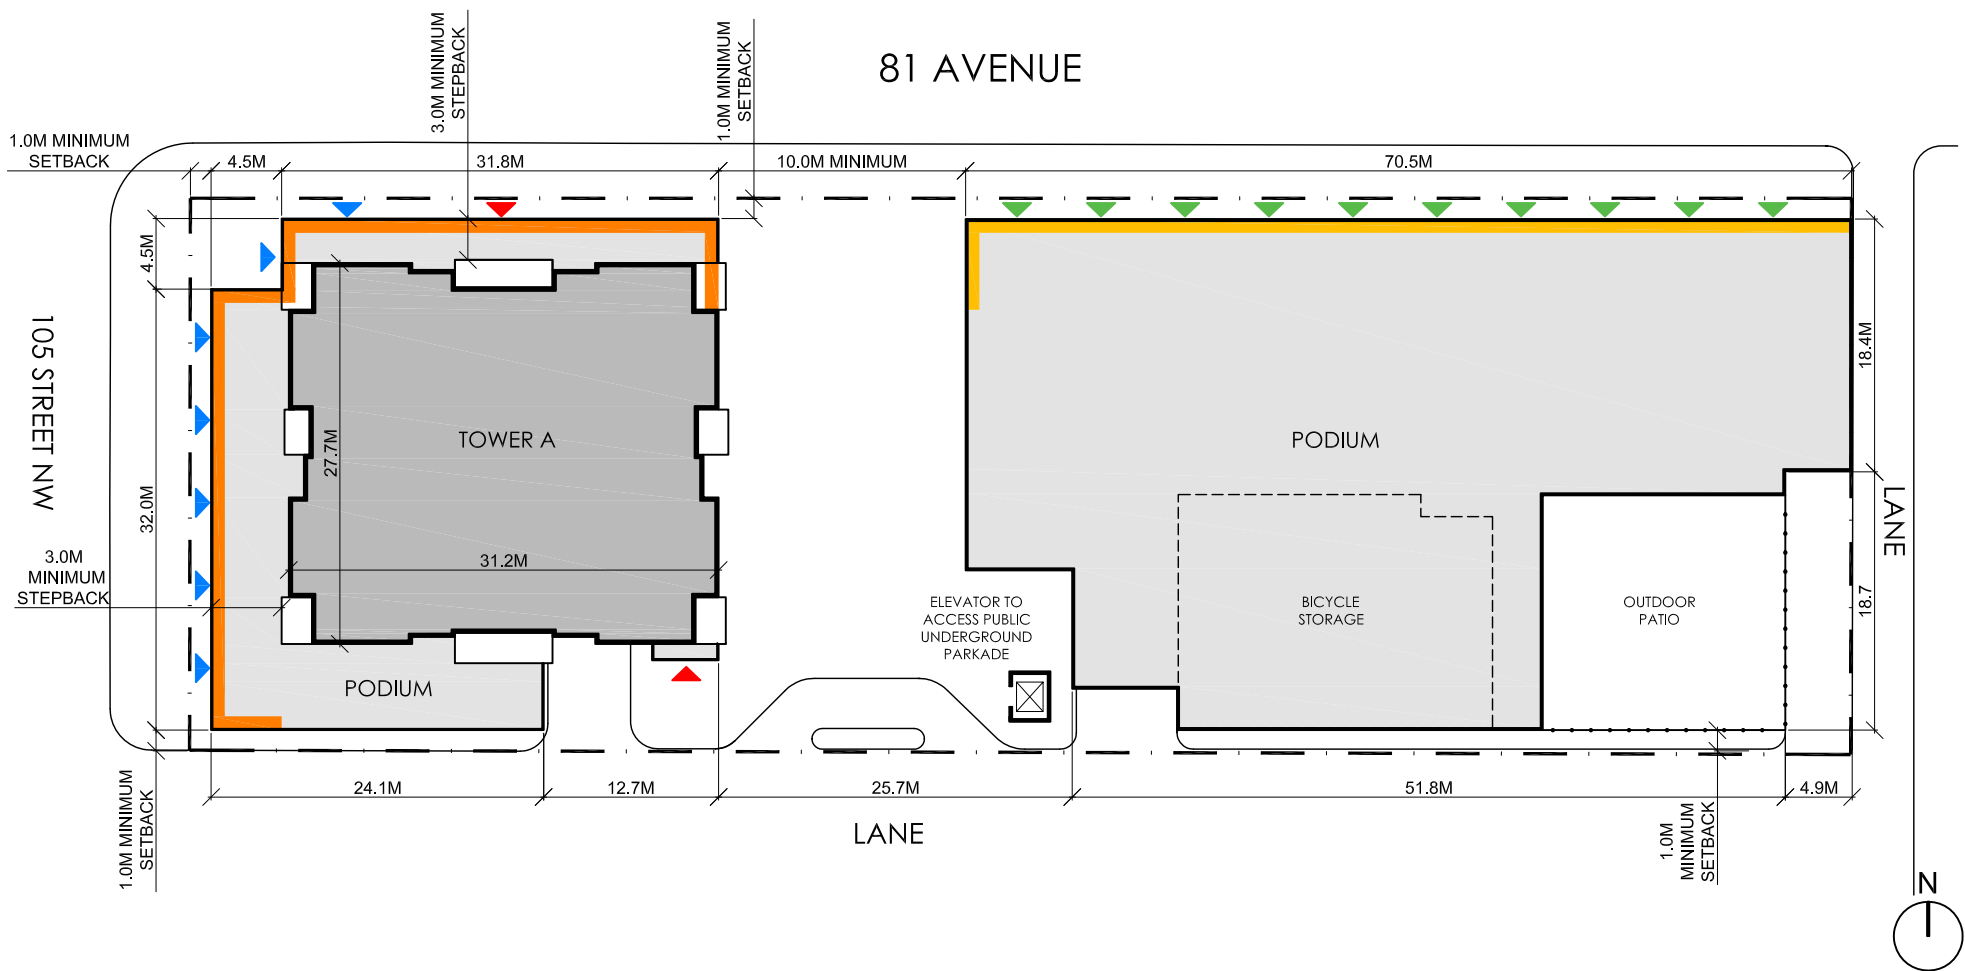 81 AVENUE
3.0M MINIMUM
STEPBACK
1.0M MINIMUM
SETBACK
1.0M MINIMUM
SETBACK
4.5M
31.8M
10.0M MINIMUM
70.5M
4.5M
18.4M
105 STREET NW
TOWER A
27.7M
PODIUM
32.0M
LANE
31.2M
3.0M
MINIMUM
STEPBACK
ELEVATOR TO
ACCESS PUBLIC
UNDERGROUND
PARKADE
BICYCLE
STORAGE
OUTDOOR
PATIO
18.7
PODIUM
24.1M
12.7M
25.7M
51.8M
4.9M
1.0M MINIMUM
SETBACK
LANE
1.0M
MINIMUM
SETBACK
N